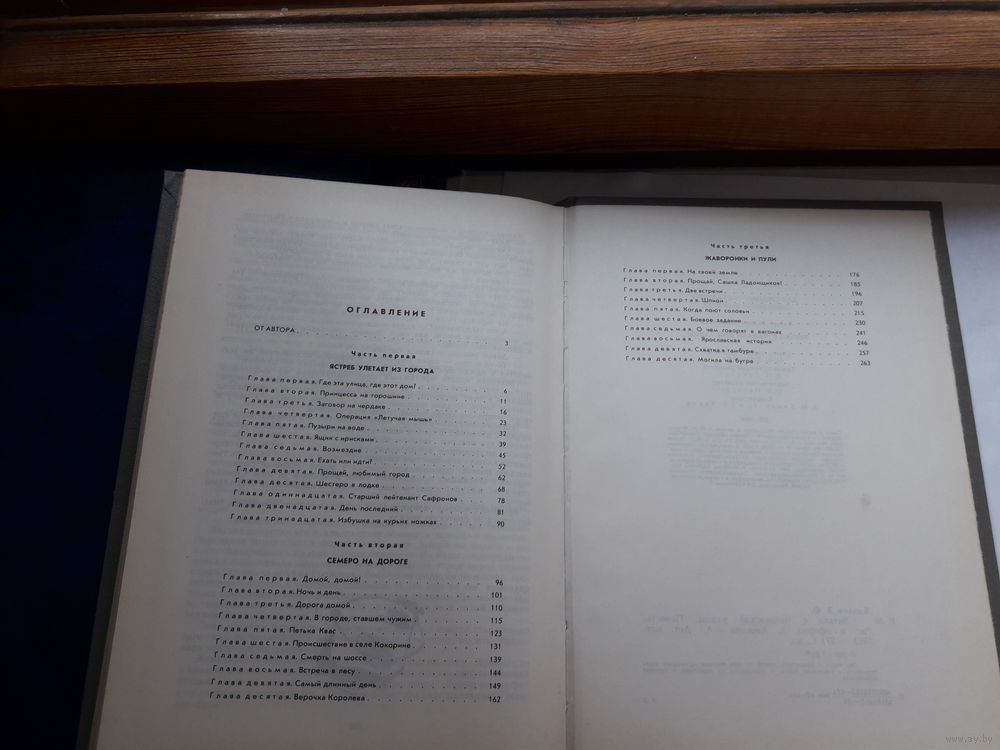 ОГЛАВЛЕНИЕ
ОТ АВТОРА . . . 3
Часть первая
ЯСТРЕБ УЛЕТАЕТ ИЗ ГОРОДА
Глава первая. Где эта улица, где этот дом? . . . 6
Глава вторая. Принцесса на горошине . . . 11
Глава третья. Заговор на чердаке . . . 16
Глава четвертая. Операция «Летучая мышь» . . . 23
Глава пятая. Пузыри на воде . . . 32
Глава шестая. Ящик с ирисками . . . 39
Глава седьмая. Возмездие . . . 45
Глава восьмая. Ехать или идти? . . . 52
Глава девятая. Прощай, любимый город . . . 62
Глава десятая. Шестеро в лодке . . . 68
Глава одиннадцатая. Старший лейтенант Сафронов . . . 78
Глава двенадцатая. День последний . . . 81
Глава тринадцатая. Избушка на курьих ножках . . . 90
Часть вторая
СЕМЕРО НА ДОРОГЕ
Глава первая. Домой, домой! . . . 96
Глава вторая. Ночь и день . . . 101
Глава третья. Дорога домой . . . 110
Глава четвертая. В городе, ставшем чужим . . . 115
Глава пятая. Петька Квас . . . 123
Глава шестая. Происшествие в селе Кокорине . . . 131
Глава седьмая. Смерть на шоссе . . . 139
Глава восьмая. Встреча в лесу . . . 144
Глава девятая. Самый длинный день . . . 149
Глава десятая. Верочка Королева . . . 162
Часть третья
ЖАВОРОНКИ И ПУЛИ
Глава первая. На своей земле . . . 176
Глава вторая. Прощай, Сашка Ладонщиков! . . . 185
Глава третья. Две встречи . . . 196
Глава четвертая. Шпион . . . 207
Глава пятая. Когда поют соловьи . . . 215
Глава шестая. Боевое задание . . . 230
Глава седьмая. О чем говорят в вагонах . . . 241
Глава восьмая. Ярославская история . . . 246
Глава девятая. Схватка в тамбуре . . . 257
Глава десятая. Могила на бугре . . . 263
www.ay.by